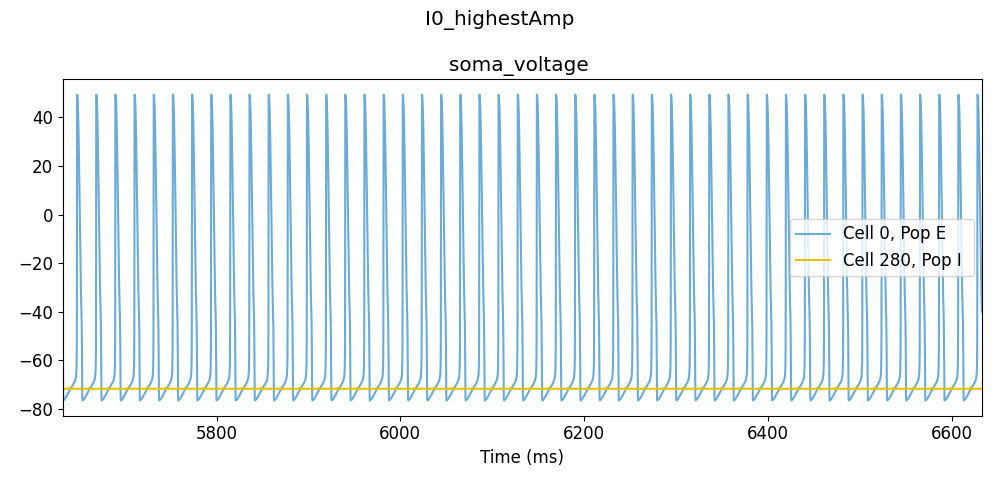 I0_highestAmp
soma_voltage
40
20
0
−20
−40
−60
−80
Cell 0, Pop E
Cell 280, Pop I
5800
6000
6200
6400
6600
Time (ms)